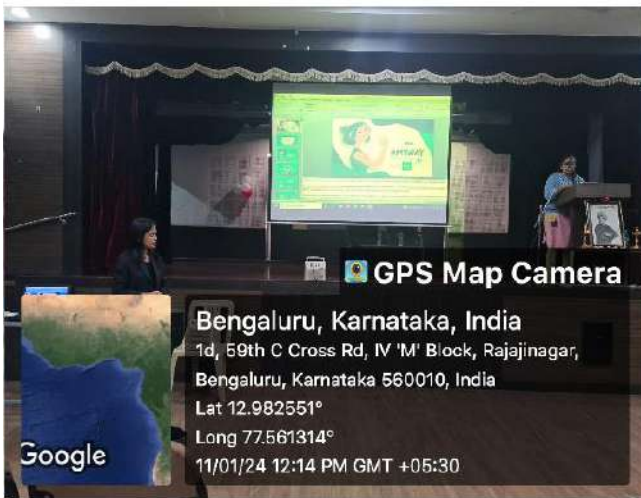 GPS Map Camera
Bengaluru, Karnataka, India
1d, 59th C Cross Rd, IV 'M' Block, Rajajinagar,
Bengaluru, Karnataka 560010, India
Lat 12.982551°
Long 77.561314°
11/01/24 12:14 PM GMT +05:30
Google